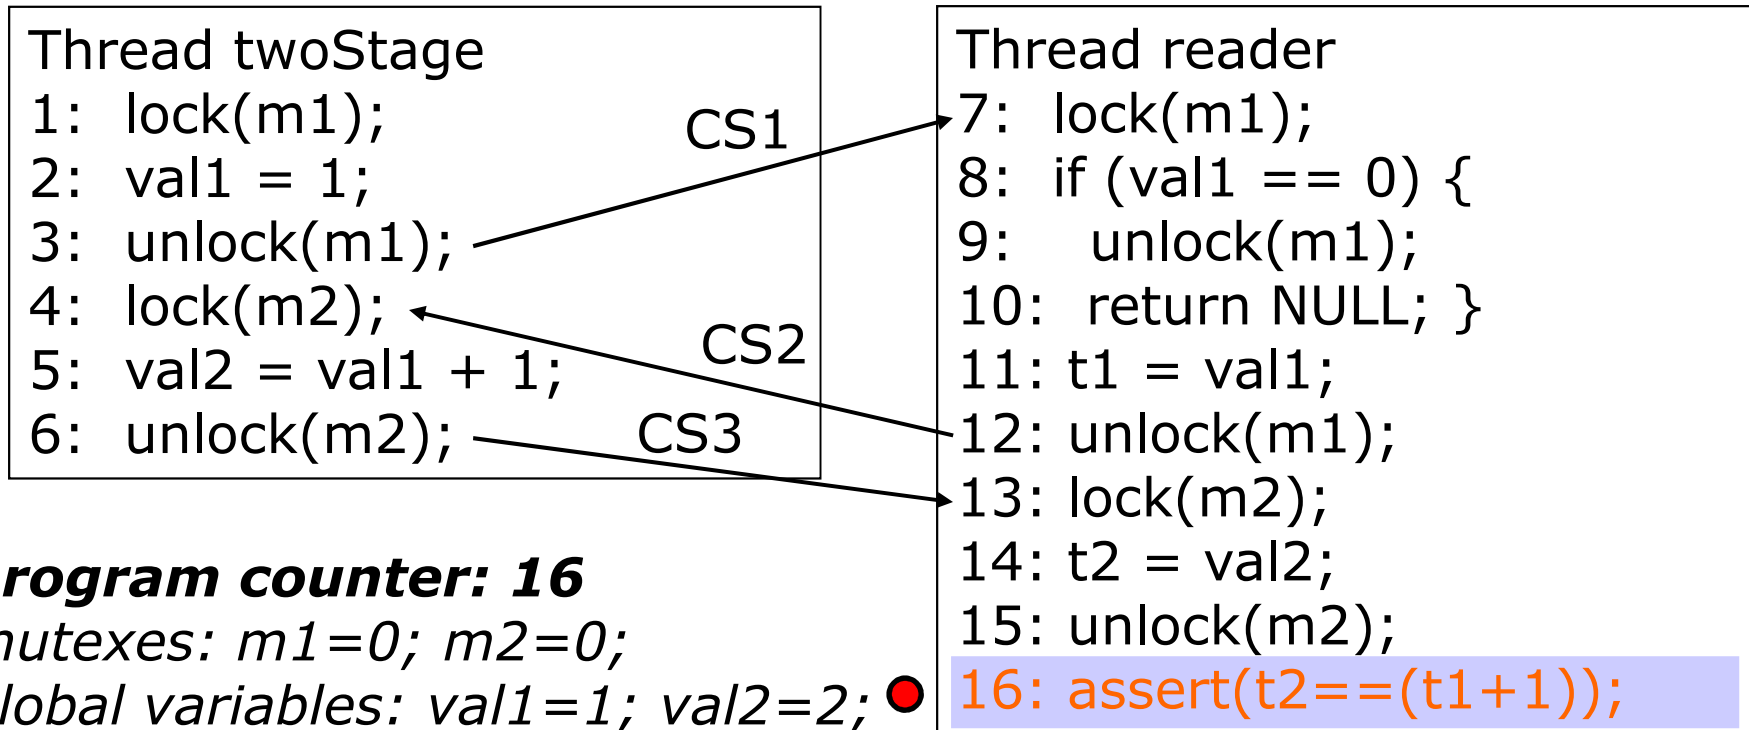 Thread twoStage
1: lock(m1);
2: val1 = 1;
3: unlock(m1);
4: lock(m2);
5: val2 = val1 + 1;
6: unlock(m2);
CS1
CS2
CS3
Thread reader
7: lock(m1);
8: if (val1 == 0) {
9: unlock(m1);
10: return NULL; }
11: t1 = val1;
12: unlock(m1);
13: lock(m2);
14: t2 = val2;
15: unlock(m2);
16: assert(t2==(t1+1));
rogram counter: 16
utexes: m1=0; m2=0;
lobal variables: val1=1; val2=2;